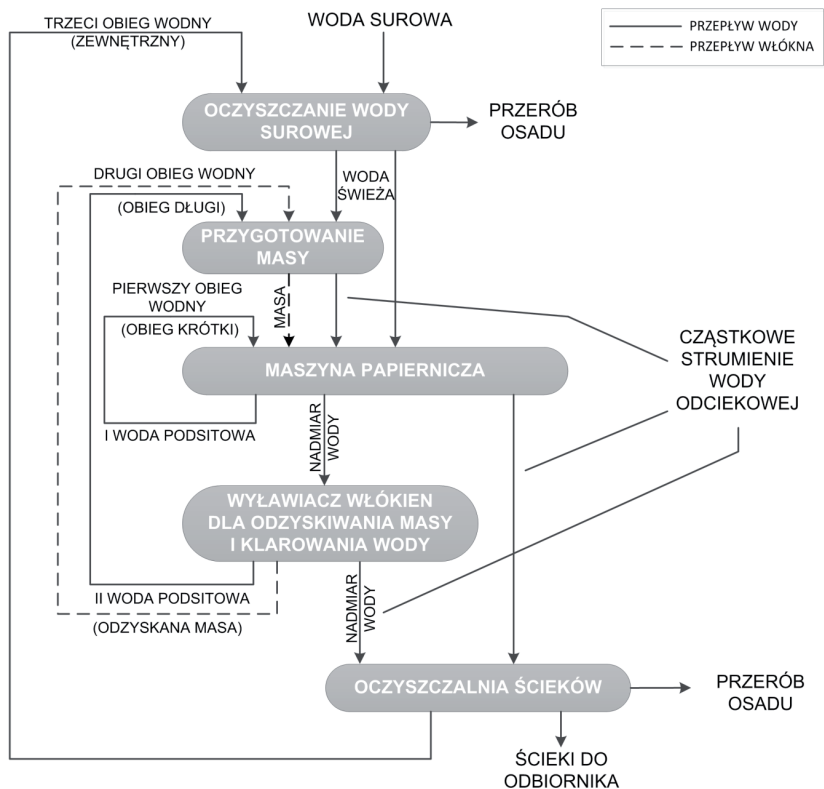 TRZECI OBIEG WODNY
(ZEWNĘTRZNY)
WODA SUROWA
PRZEPŁYW WODY
PRZEPŁYW WŁÓKNA
OCZYSZCZANIE WODY
SUROWEJ
PRZERÓB
OSADU
DRUGI OBIEG WODNY
(OBIEG DŁUGI)
WODA
ŚWIEŻA
PRZYGOTOWANIE
MASY
PIERWSZY OBIEG
WODNY
(OBIEG KRÓTKI)
MASA
MASZYNA PAPIERNICZA
CZĄSTKOWE
STRUMIENIE
WODY
ODCIEKOWEJ
I WODA PODSITOWA
NADMIAR
WODY
WYŁAWIACZ WŁÓKIEN
DLA ODZYSKIWANIA MASY
I KLAROWANIA WODY
II WODA PODSITOWA
(ODZYSKANA MASA)
NADMIAR
WODY
OCZYSZCZALNIA ŚCIEKÓW
PRZERÓB
OSADU
ŚCIEKI DO
ODBIORNIKA